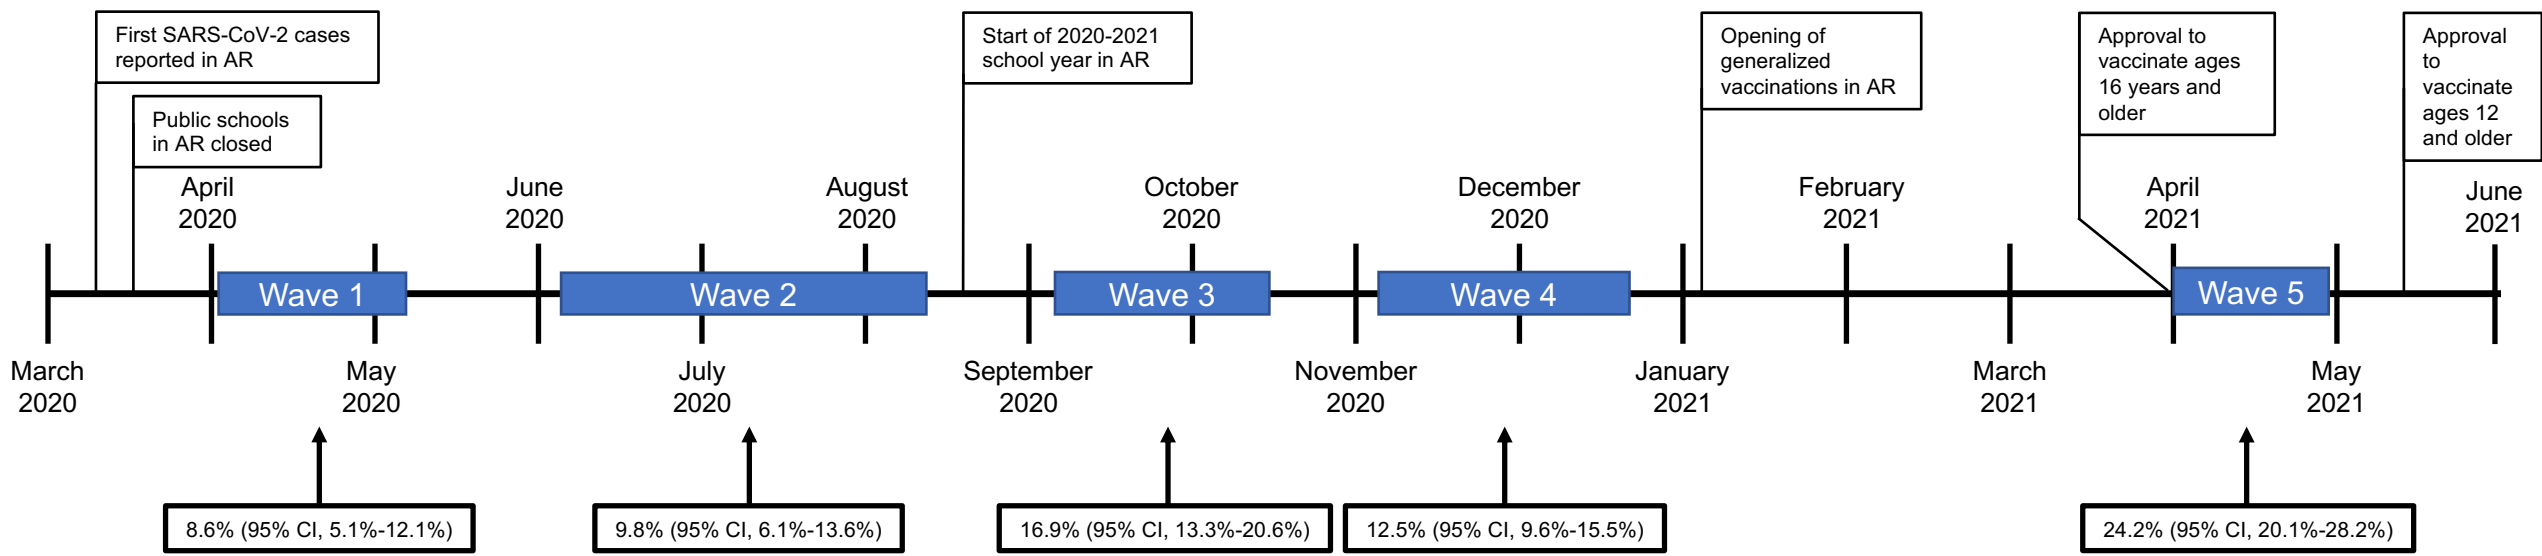 First SARS-CoV-2 cases
reported in AR
Public schools
in AR closed
Start of 2020-2021
school year in AR
Opening of
generalized
vaccinations in AR
Approval to
vaccinate ages
16 years and
older
Approval
to
vaccinate
ages 12
and older
April
2020
June
2020
August
2020
October
2020
December
2020
February
2021
April
2021
June
2021
Wave 1
Wave 2
Wave 3
Wave 4
Wave 5
March
2020
May
2020
July
2020
September
2020
November
2020
January
2021
March
2021
May
2021
8.6% (95% CI, 5.1%-12.1%)
9.8% (95% CI, 6.1%-13.6%)
16.9% (95% CI, 13.3%-20.6%)
12.5% (95% CI, 9.6%-15.5%)
24.2% (95% CI, 20.1%-28.2%)